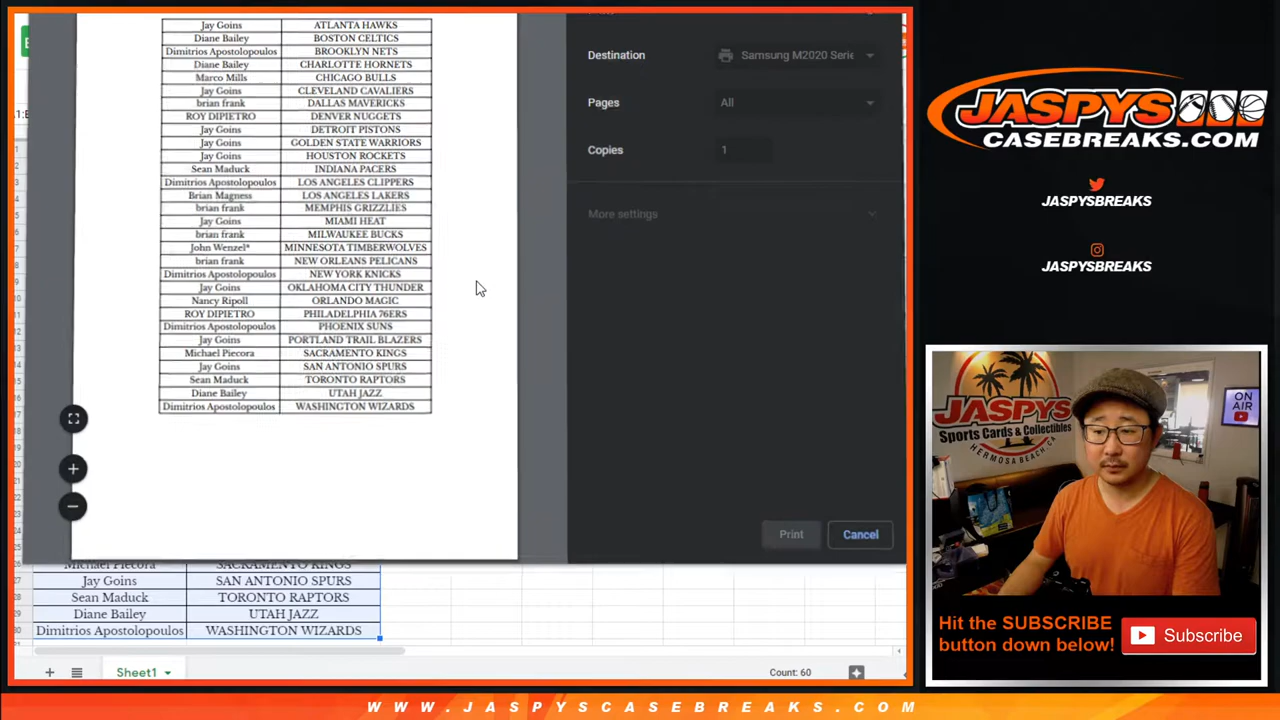 Jay Goins ATLANTA HAWKS
Diane Bailey BOSTON CELTICS
Dimitrios Apostolopoulos BROOKLYN NETS
Diane Bailey CHARLOTTE HORNETS
Marco Mills CHICAGO BULLS
Jay Goins CLEVELAND CAVALIERS
brian frank DALLAS MAVERICKS
ROY DIPIETRO DENVER NUGGETS
Jay Goins DETROIT PISTONS
Jay Goins GOLDEN STATE WARRIORS
Jay Goins HOUSTON ROCKETS
Sean Maduck INDIANA PACERS
Dimitrios Apostolopoulos LOS ANGELES CLIPPERS
Brian Magness LOS ANGELES LAKERS
brian frank MEMPHIS GRIZZLIES
Jay Goins MIAMI HEAT
brian frank MILWAUKEE BUCKS
John Wenzel* MINNESOTA TIMBERWOLVES
brian frank NEW ORLEANS PELICANS
Dimitrios Apostolopoulos NEW YORK KNICKS
Jay Goins OKLAHOMA CITY THUNDER
Nancy Ripoll ORLANDO MAGIC
ROY DIPIETRO PHILADELPHIA 76ERS
Dimitrios Apostolopoulos PHOENIX SUNS
Jay Goins PORTLAND TRAIL BLAZERS
Michael Piecora SACRAMENTO KINGS
Jay Goins SAN ANTONIO SPURS
Sean Maduck TORONTO RAPTORS
Diane Bailey UTAH JAZZ
Dimitrios Apostolopoulos WASHINGTON WIZARDS
Destination Samsung M2020 Serie
Pages All
Copies 1
More settings
Print Cancel
Michael Piecora SACRAMENTO KINGS
27 Jay Goins SAN ANTONIO SPURS
28 Sean Maduck TORONTO RAPTORS
29 Diane Bailey UTAH JAZZ
30 Dimitrios Apostolopoulos WASHINGTON WIZARDS
Sheet1
Count: 60
JASPYS
CASEBREAKS.COM
JASPYSBREAKS
JASPYSBREAKS
JASPYS
Sports Cards & Collectibles
HERMOSA BEACH, CA
ON
AIR
Hit the SUBSCRIBE
button down below!
Subscribe
WWW.JASPYSCASEBREAKS.COM